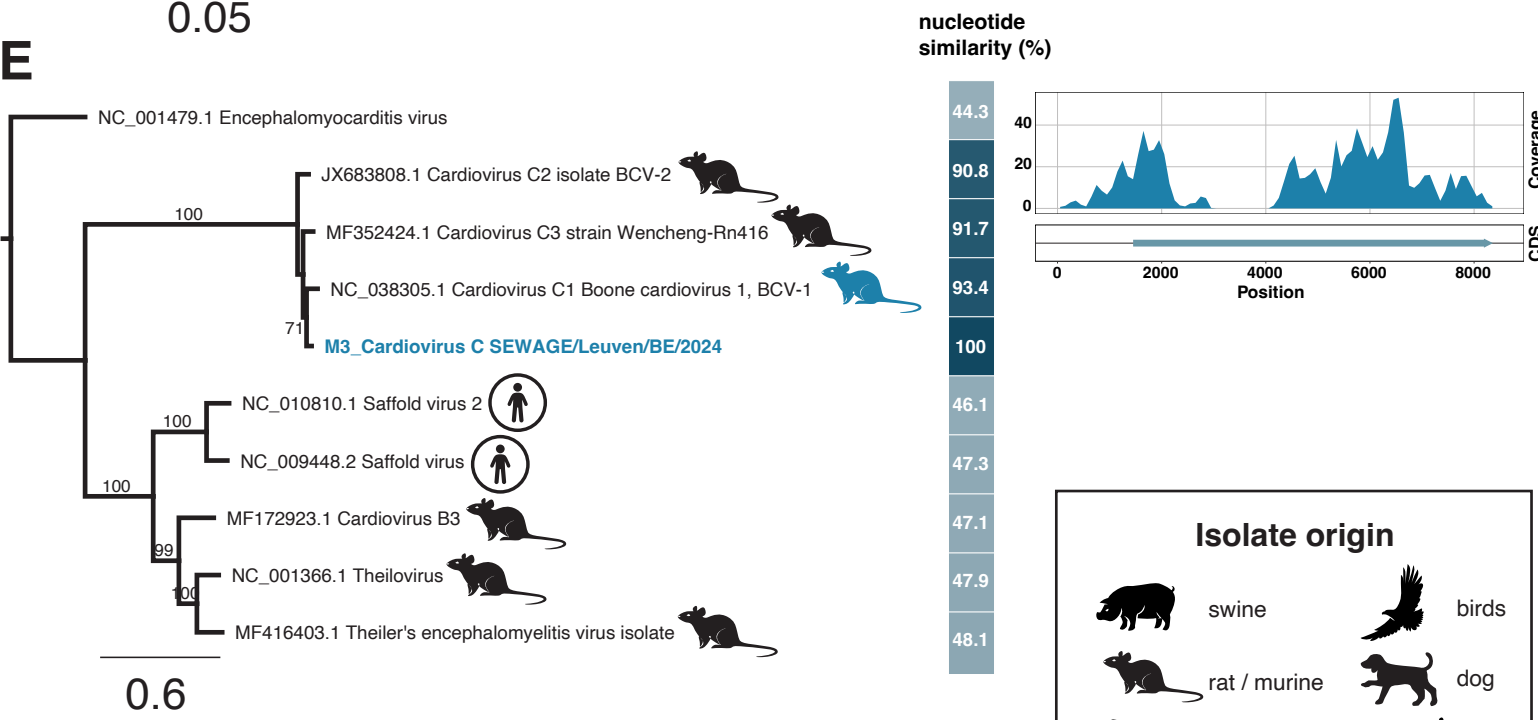 0.05
E
nucleotide
similarity (%)
NC_001479.1 Encephalomyocarditis virus
44.3
JX683808.1 Cardiovirus C2 isolate BCV-2
90.8
100
MF352424.1 Cardiovirus C3 strain Wencheng-Rn416
91.7
NC_038305.1 Cardiovirus C1 Boone cardiovirus 1, BCV-1
93.4
71
M3_Cardiovirus C SEWAGE/Leuven/BE/2024
100
NC_010810.1 Saffold virus 2
46.1
100
NC_009448.2 Saffold virus
47.3
100
MF172923.1 Cardiovirus B3
47.1
99
NC_001366.1 Theilovirus
47.9
100
MF416403.1 Theiler's encephalomyelitis virus isolate
48.1
0.6
40
20
0
Coverage
CDS
0 2000 4000 6000 8000
Position
Isolate origin
swine
birds
rat / murine
dog